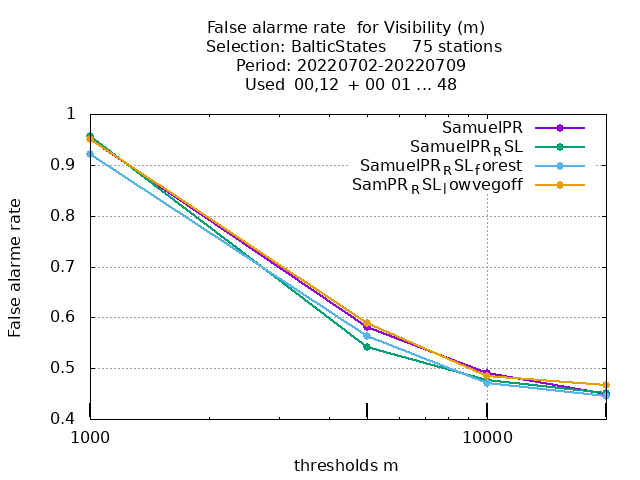 False alarme rate  for Visibility (m)
Selection: BalticStates     75 stations
Period: 20220702-20220709
Used  00,12  + 00 01 ... 48
SamuelPR
SamuelPR_RSL
SamuelPR_RSL_forest
SamPR_RSL_lowvegoff
False alarme rate
1
0.9
0.8
0.7
0.6
0.5
0.4
1000
10000
thresholds m